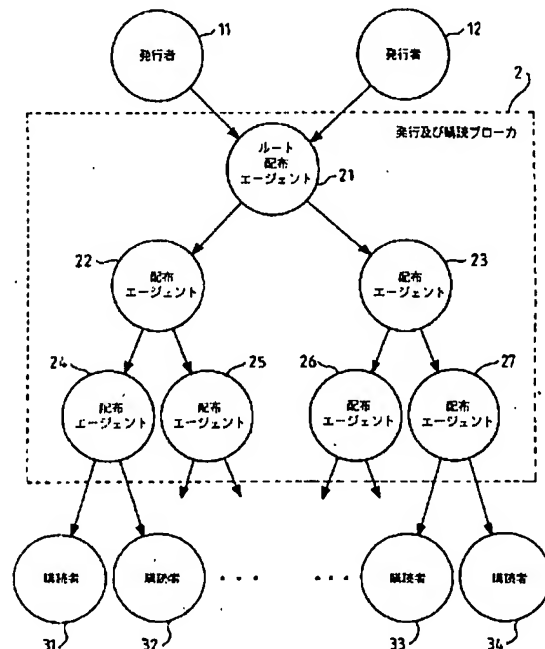 11
12
発行者
発行者
2
発行及び購読ブローカ
ルート
配布
エージェント
21
22
23
配布
エージェント
配布
エージェント
24
25
26
27
配布
エージェント
配布
エージェント
配布
エージェント
配布
エージェント
購読者
購読者
・・・
・・・
購読者
購読者
31
32
33
34